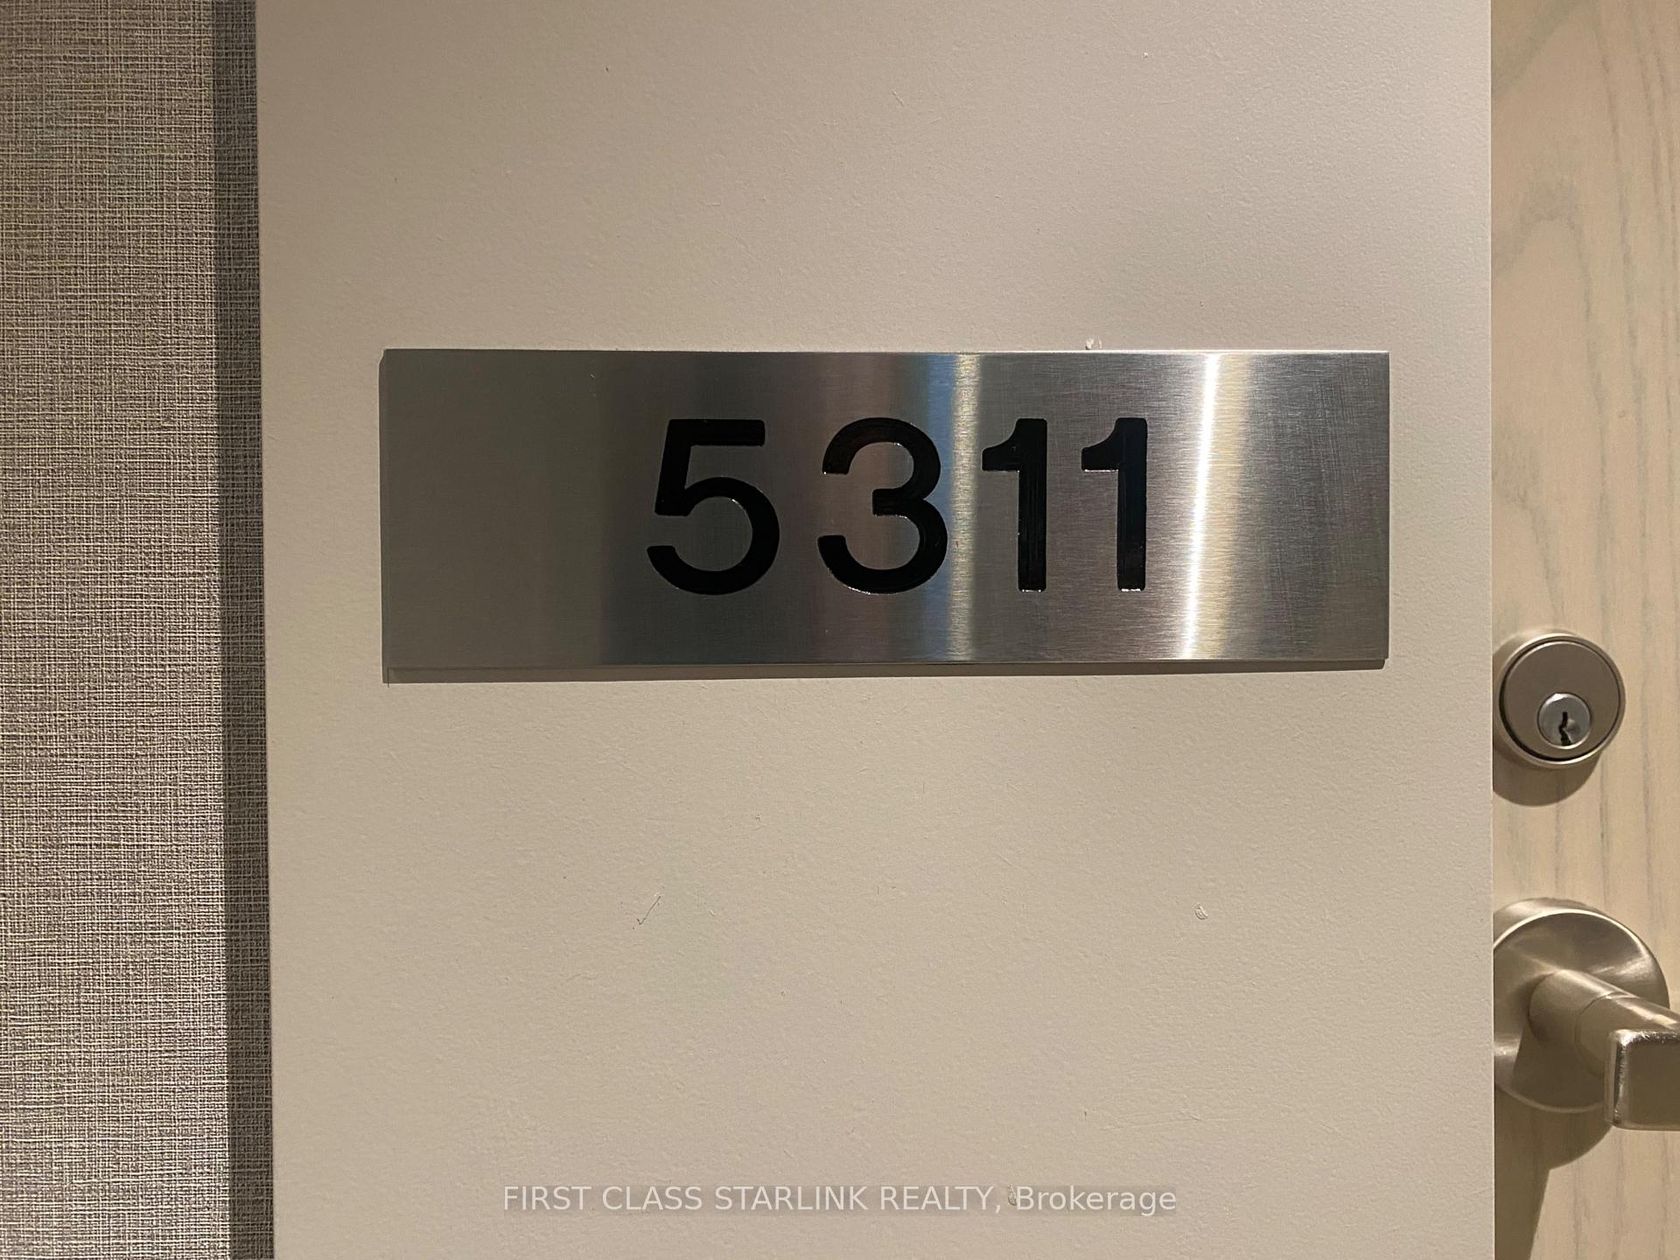 5311
FIRST CLASS STARLINK REALTY, Brokerage